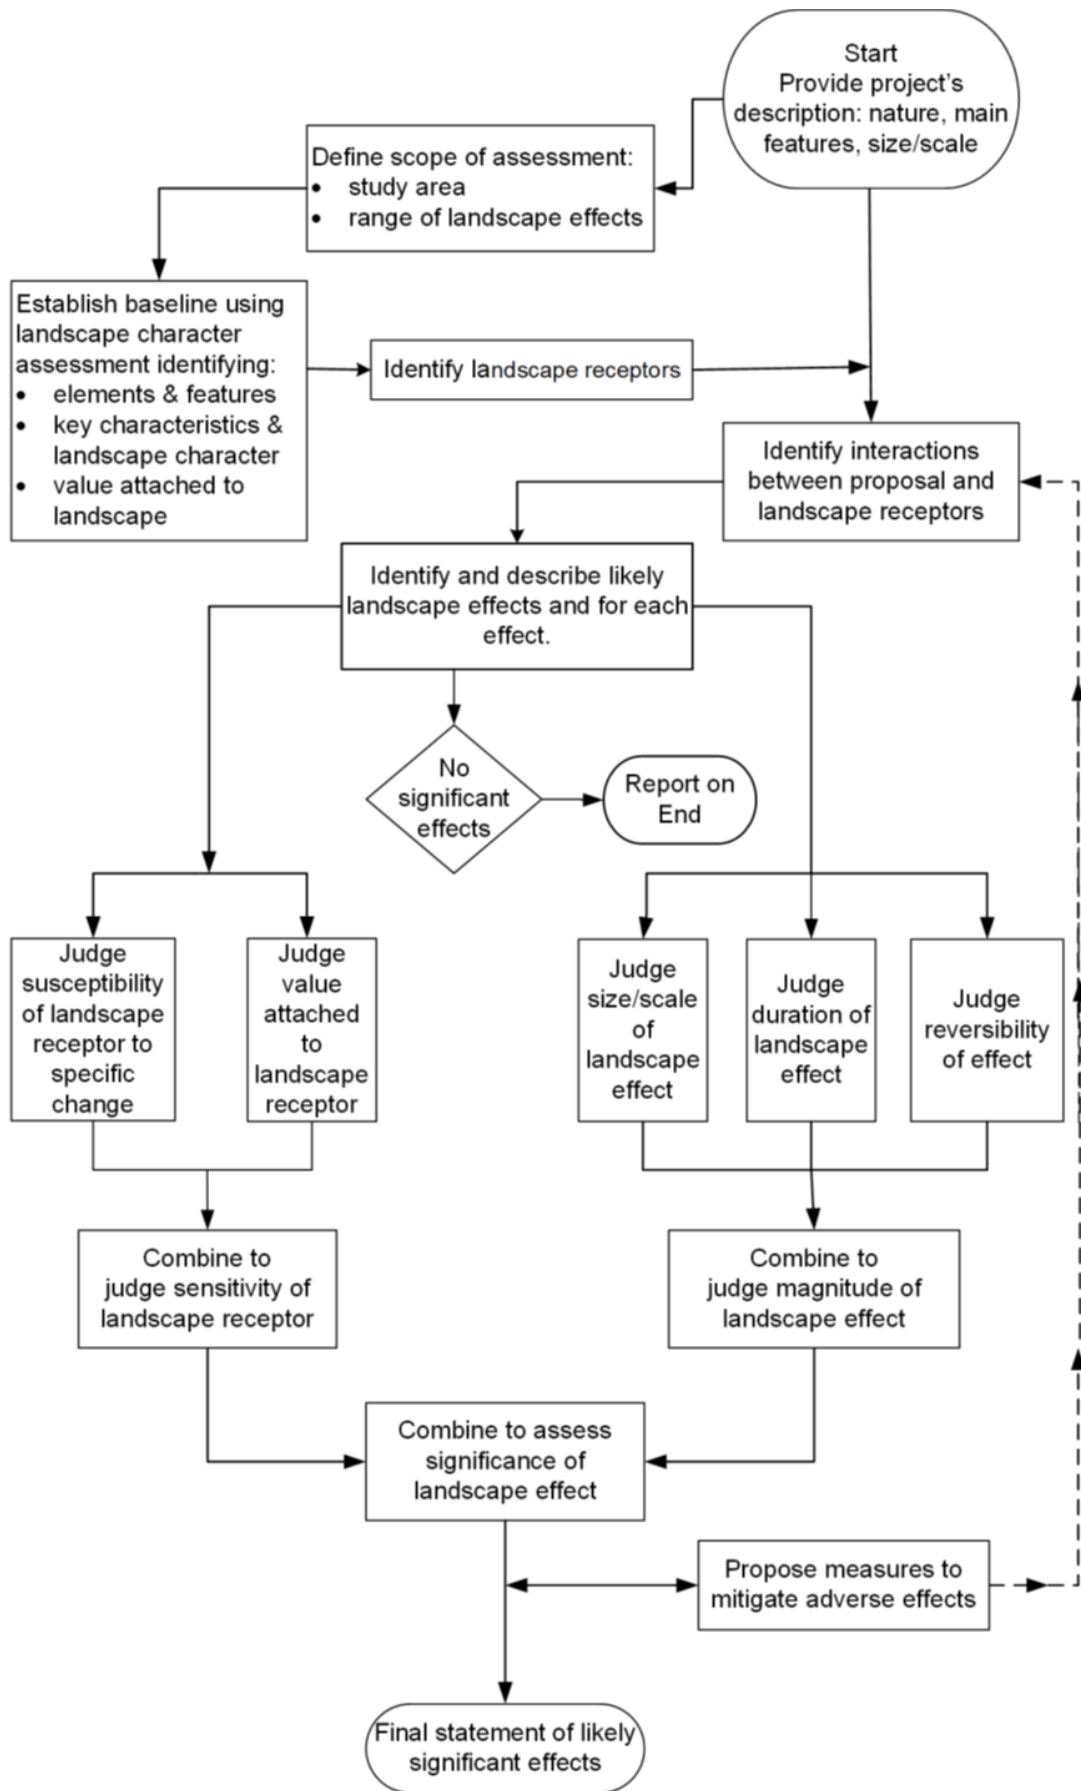 Start
Provide project's
description: nature, main
features, size/scale
Define scope of assessment:
• study area
• range of landscape effects
Establish baseline using
landscape character
assessment identifying:
• elements & features
• key characteristics &
landscape character
• value attached to
landscape
Identify landscape receptors
Identify interactions
between proposal and
landscape receptors
Identify and describe likely
landscape effects and for each
effect.
No
significant
effects
Report on
End
Judge
susceptibility
of landscape
receptor to
specific
change
Judge
value
attached
to
landscape
receptor
Judge
size/scale
of
landscape
effect
Judge
duration of
landscape
effect
Judge
reversibility
of effect
Combine to
judge sensitivity of
landscape receptor
Combine to
judge magnitude of
landscape effect
Combine to assess
significance of
landscape effect
Propose measures to
mitigate adverse effects
Final statement of likely
significant effects